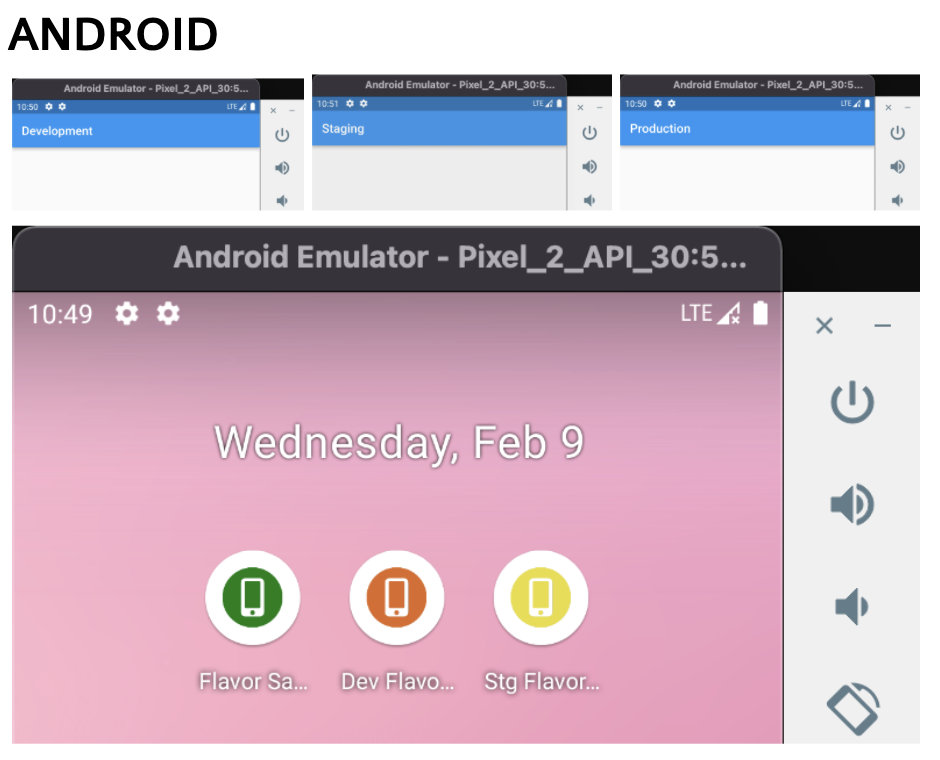 ANDROID
Android Emulator - Pixel_2_API_30:5...
10:50 LTE
Development
Android Emulator - Pixel_2_API_30:5...
10:51 LTE
Staging
Android Emulator - Pixel_2_API_30:5...
10:50 LTE
Production
Android Emulator - Pixel_2_API_30:5...
10:49 LTE
Wednesday, Feb 9
Flavor Sa... Dev Flavo... Stg Flavor...